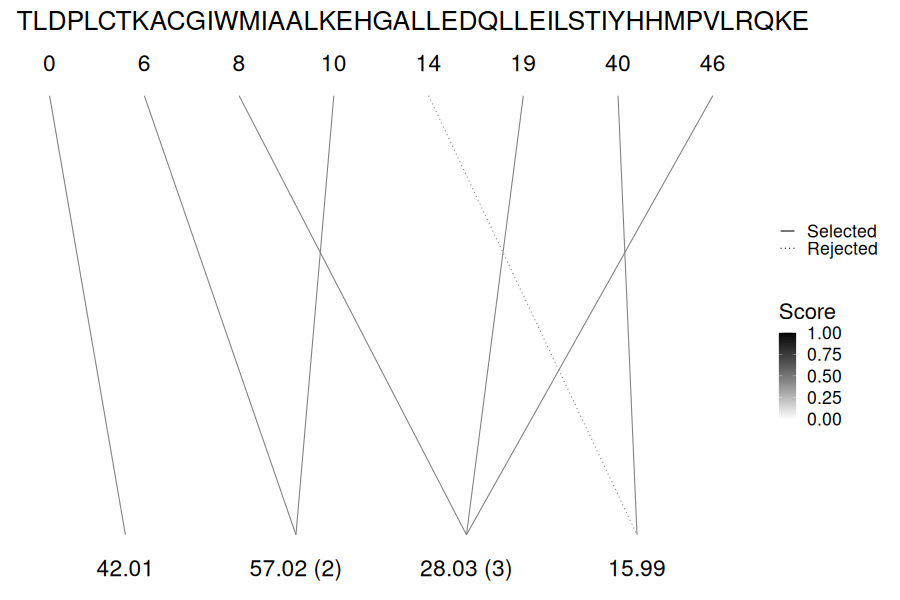 TLDPLCTKACGIWMIAALKEHGALLEDQLLEILSTIYHHMPVLRQKE
0 6 8 10 14 19 40 46
Selected
Rejected
Score
1.00
0.75
0.50
0.25
0.00
42.01 57.02 (2) 28.03 (3) 15.99